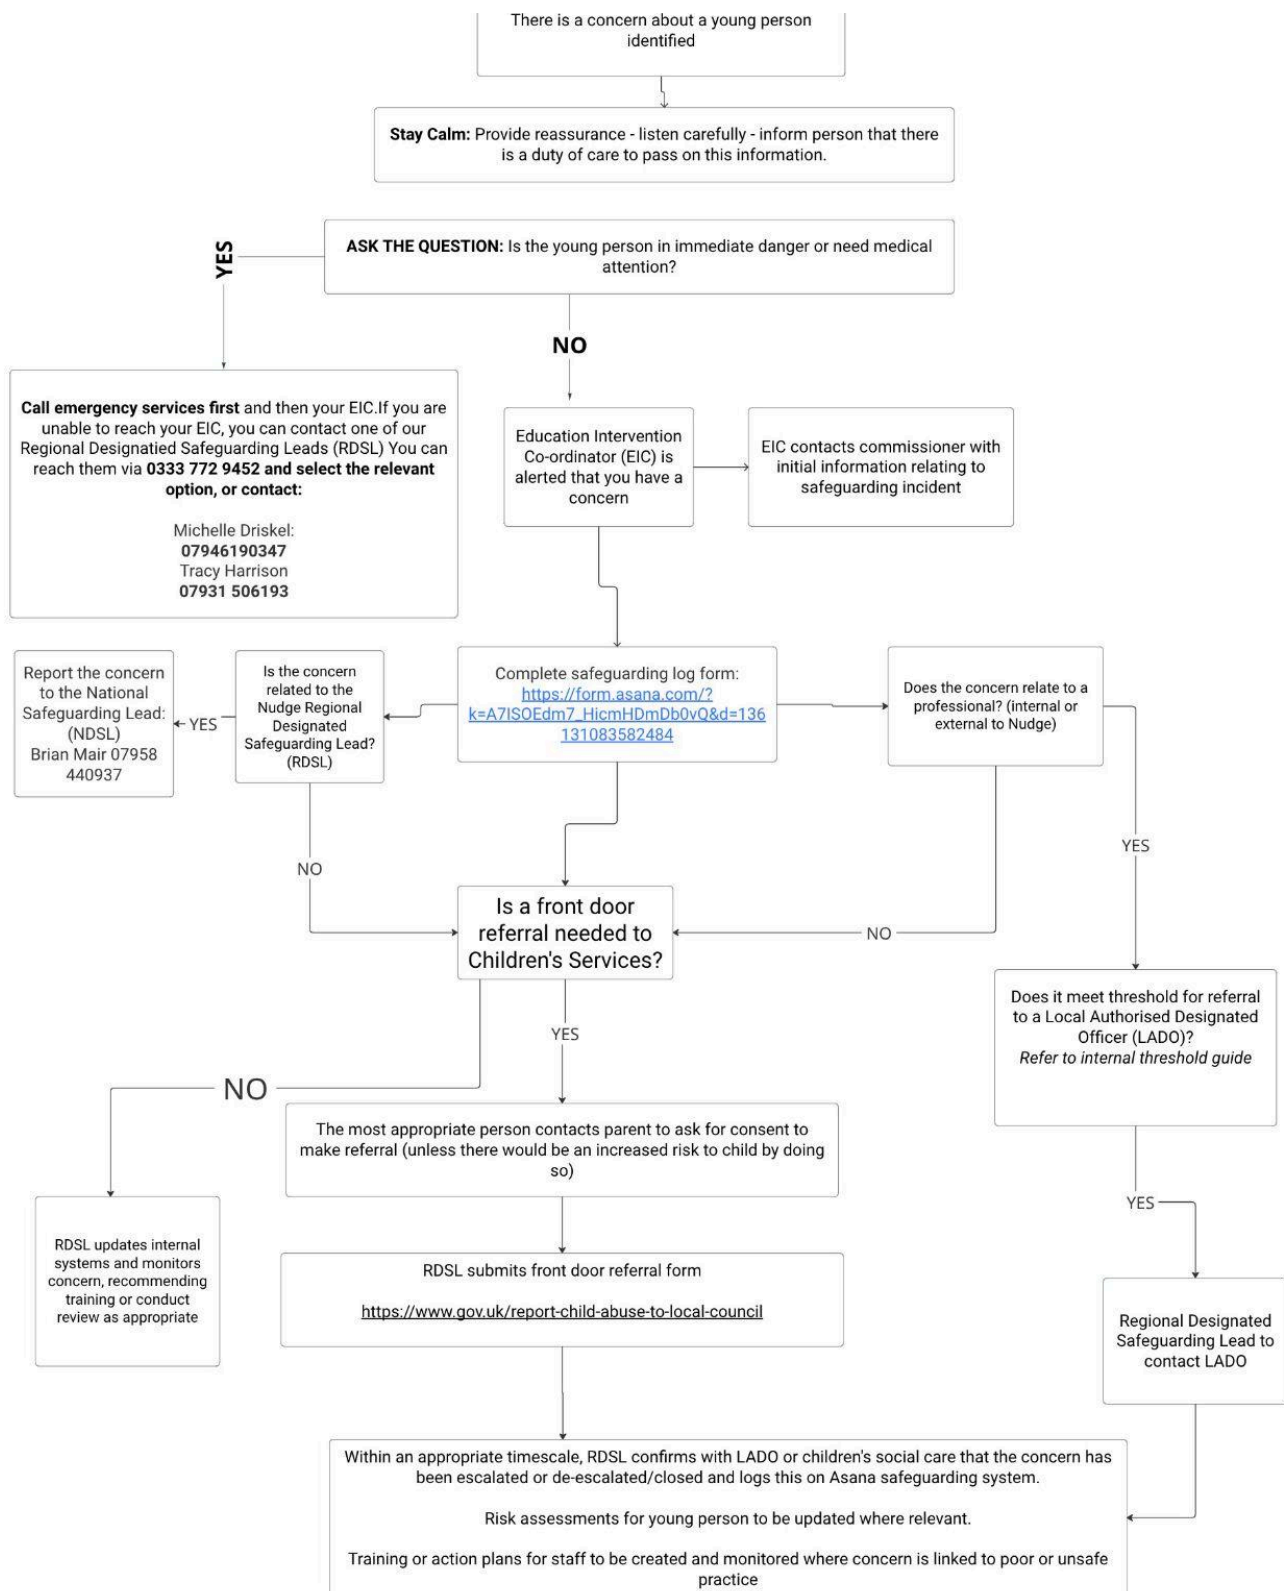 There is a concern about a young person
identified
Stay Calm: Provide reassurance - listen carefully - inform person that there
is a duty of care to pass on this information.
ASK THE QUESTION: Is the young person in immediate danger or need medical
attention?
YES
NO
Call emergency services first and then your EIC.If you are
unable to reach your EIC, you can contact one of our
Regional Designatied Safeguarding Leads (RDSL) You can
reach them via 0333 772 9452 and select the relevant
option, or contact:
Michelle Driskel:
07946190347
Tracy Harrison
07931 506193
Education Intervention
Co-ordinator (EIC) is
alerted that you have a
concern
EIC contacts commissioner with
initial information relating to
safeguarding incident
Report the concern
to the National
Safeguarding Lead:
(NDSL)
Brian Mair 07958
440937
YES
Is the concern
related to the
Nudge Regional
Designated
Safeguarding Lead?
(RDSL)
Complete safeguarding log form:
https://form.asana.com/?
k=A7lSOEdm7_HicmHDmDb0vQ&d=136
131083582484
Does the concern relate to a
professional? (internal or
external to Nudge)
NO
YES
Is a front door
referral needed to
Children's Services?
NO
YES
NO
Does it meet threshold for referral
to a Local Authorised Designated
Officer (LADO)?
Refer to internal threshold guide
The most appropriate person contacts parent to ask for consent to
make referral (unless there would be an increased risk to child by doing
so)
YES
RDSL updates internal
systems and monitors
concern, recommending
training or conduct
review as appropriate
RDSL submits front door referral form
https://www.gov.uk/report-child-abuse-to-local-council
Regional Designated
Safeguarding Lead to
contact LADO
Within an appropriate timescale, RDSL confirms with LADO or children's social care that the concern has
been escalated or de-escalated/closed and logs this on Asana safeguarding system.
Risk assessments for young person to be updated where relevant.
Training or action plans for staff to be created and monitored where concern is linked to poor or unsafe
practice